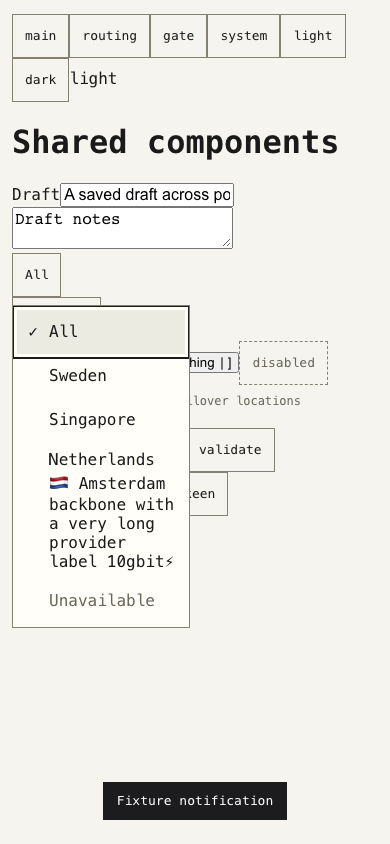 main routing gate system light
dark light
Shared components
Draft A saved draft across po
Draft notes
All
✓ All
hing |] disabled
Sweden
llover locations
Singapore
validate
Netherlands
🇳🇱 Amsterdam
backbone with
a very long
provider
label 10gbit⚡
een
Unavailable
Fixture notification